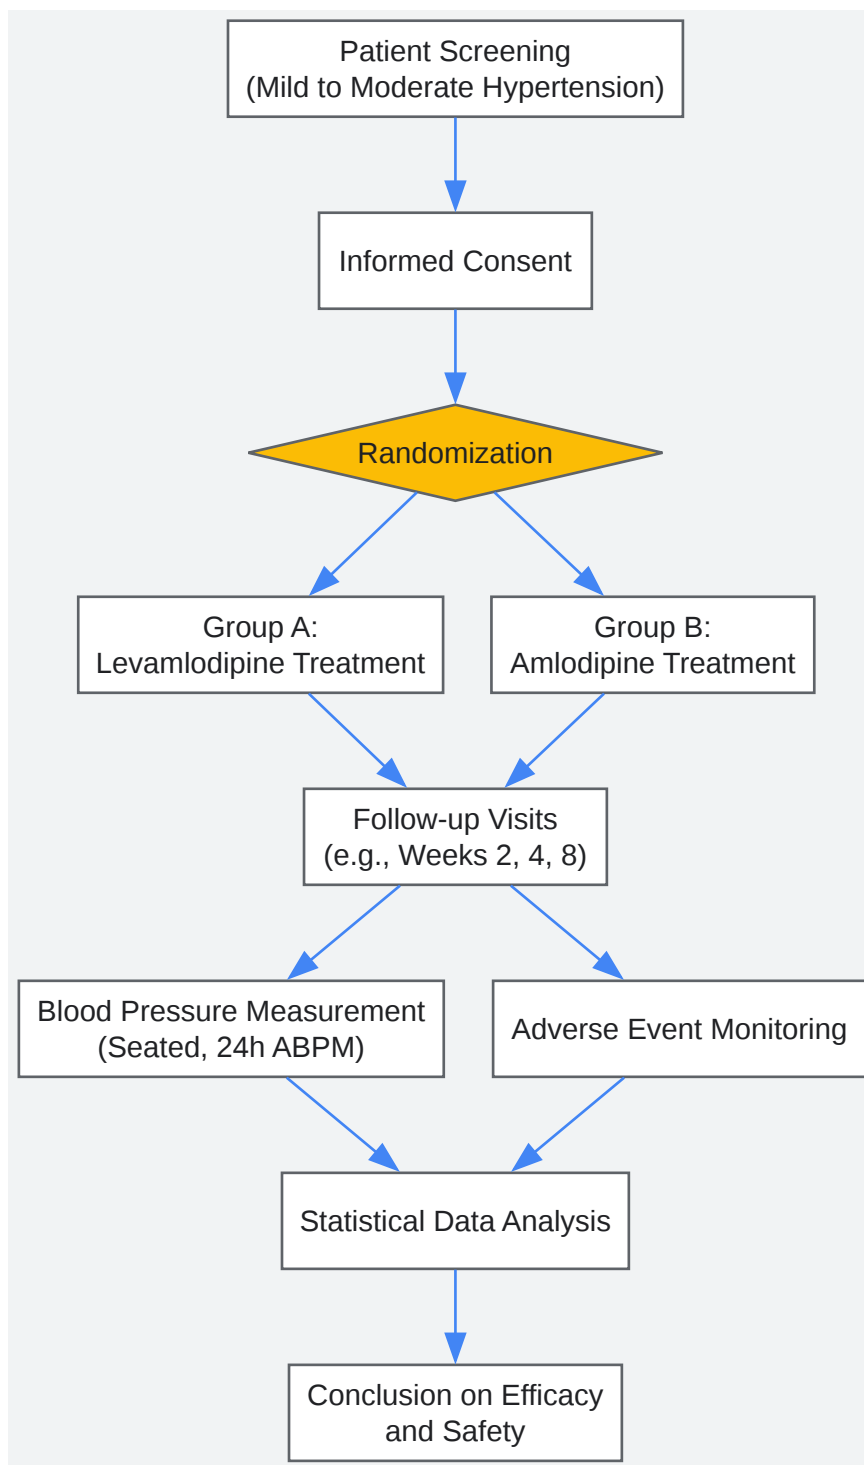 Patient Screening
(Mild to Moderate Hypertension)
Informed Consent
Randomization
Group A:
Levamlodipine Treatment
Group B:
Amlodipine Treatment
Follow-up Visits
(e.g., Weeks 2, 4, 8)
Blood Pressure Measurement
(Seated, 24h ABPM)
Adverse Event Monitoring
Statistical Data Analysis
Conclusion on Efficacy
and Safety